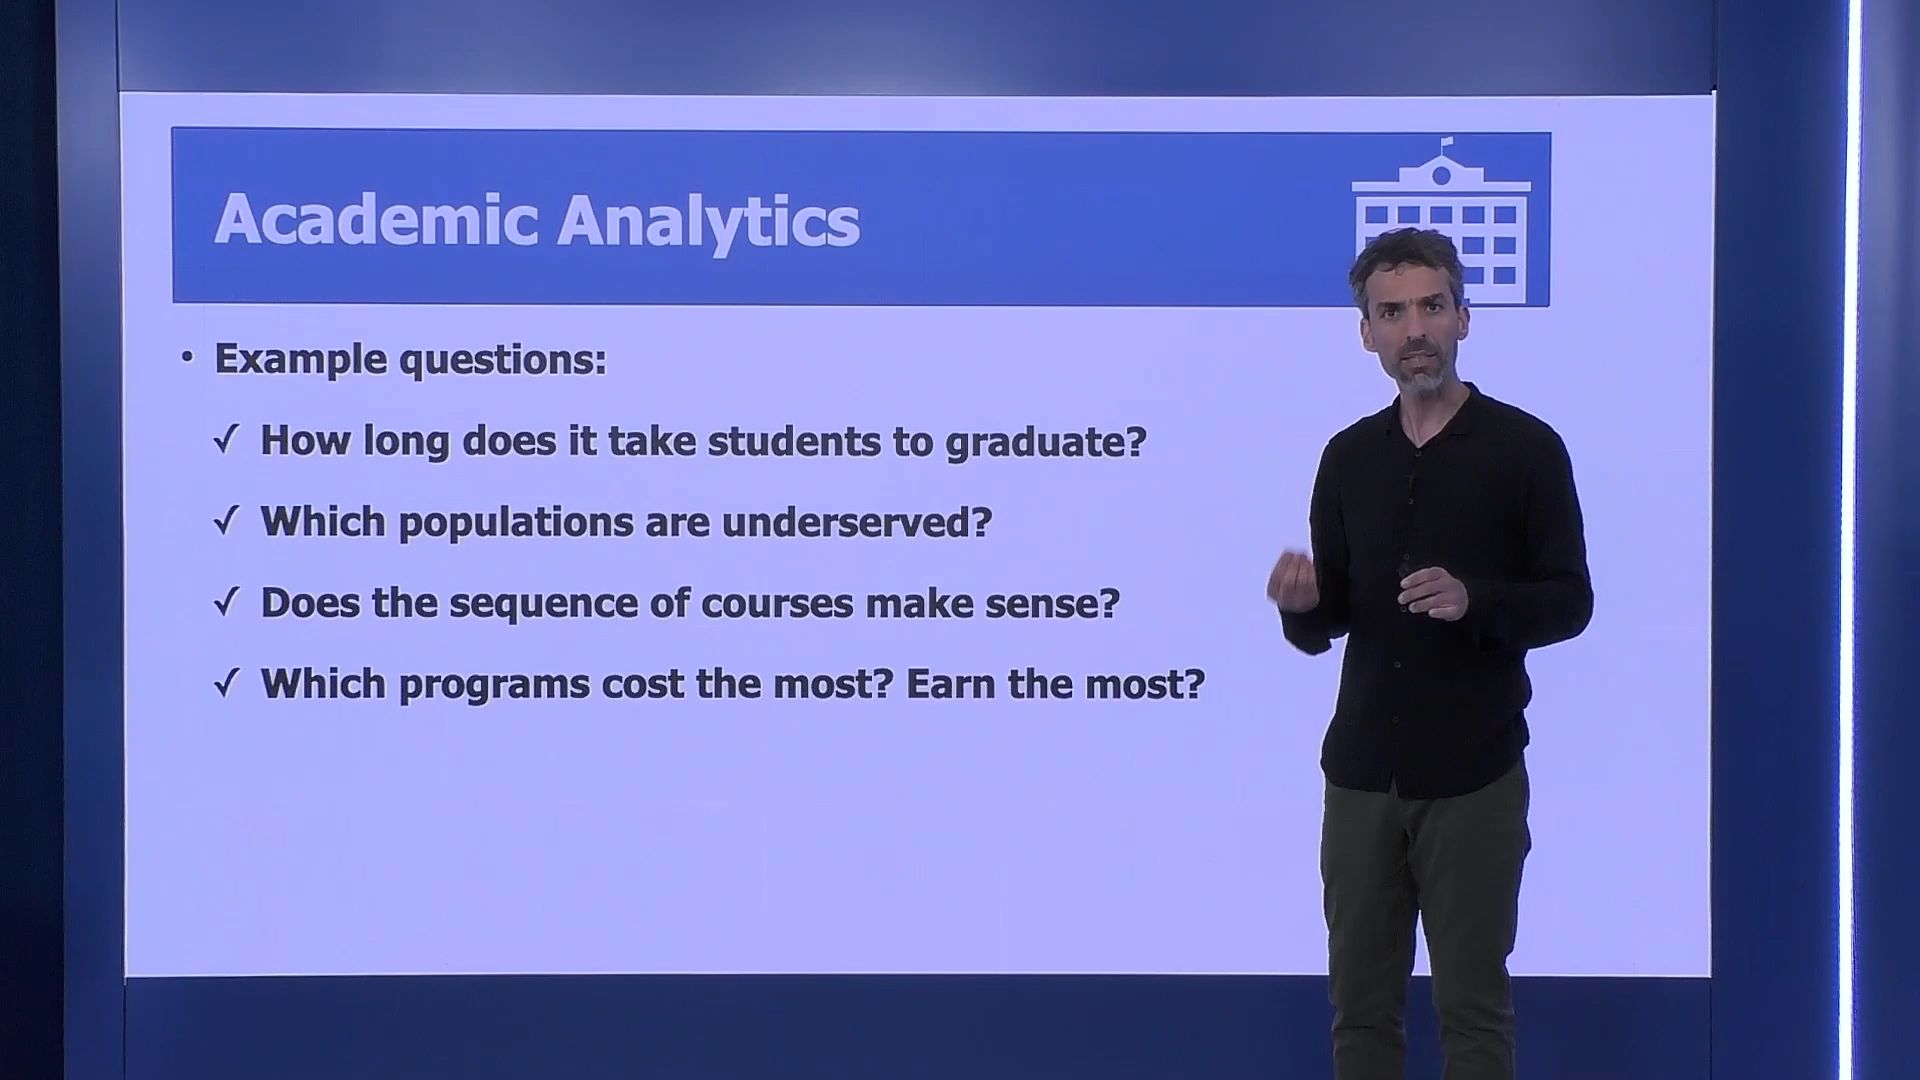 Academic Analytics
• Example questions:
✓ How long does it take students to graduate?
✓ Which populations are underserved?
✓ Does the sequence of courses make sense?
✓ Which programs cost the most? Earn the most?